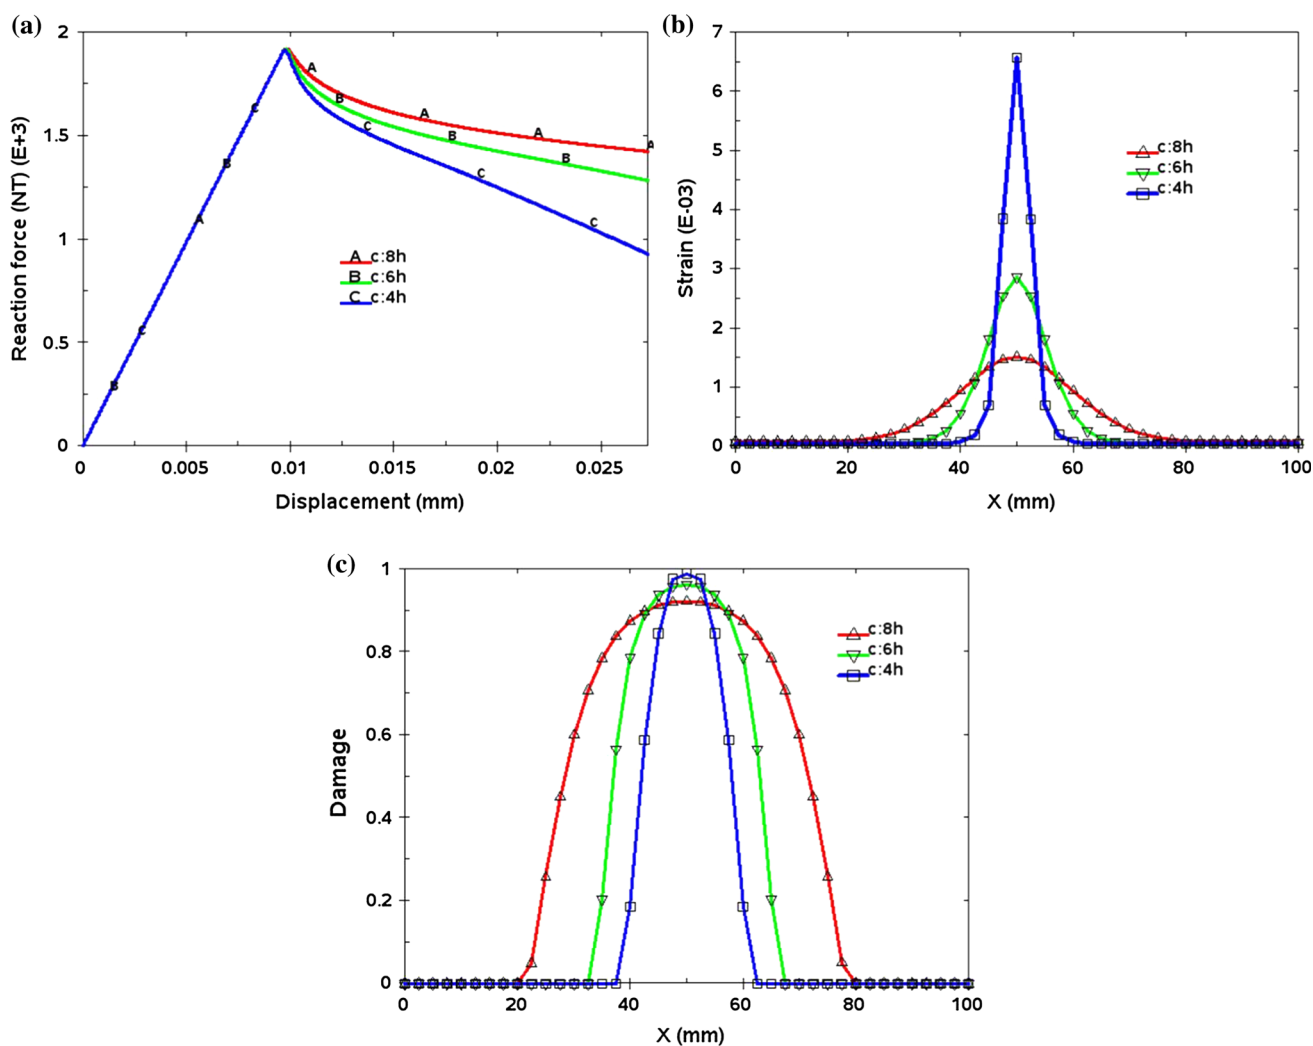 (a)
2
1.5
1
0.5
0
Reaction force (NT) (E+3)
A
A
A
A
B
B
B
C
C
C
C
B
A
C
B
A c:8h
B c:6h
C c:4h
0 0.005 0.01 0.015 0.02 0.025
Displacement (mm)
(b)
7
6
5
4
3
2
1
0
Strain (E-03)
c:8h
c:6h
c:4h
0 20 40 60 80 100
X (mm)
(c)
1
0.8
0.6
0.4
0.2
0
Damage
c:8h
c:6h
c:4h
0 20 40 60 80 100
X (mm)